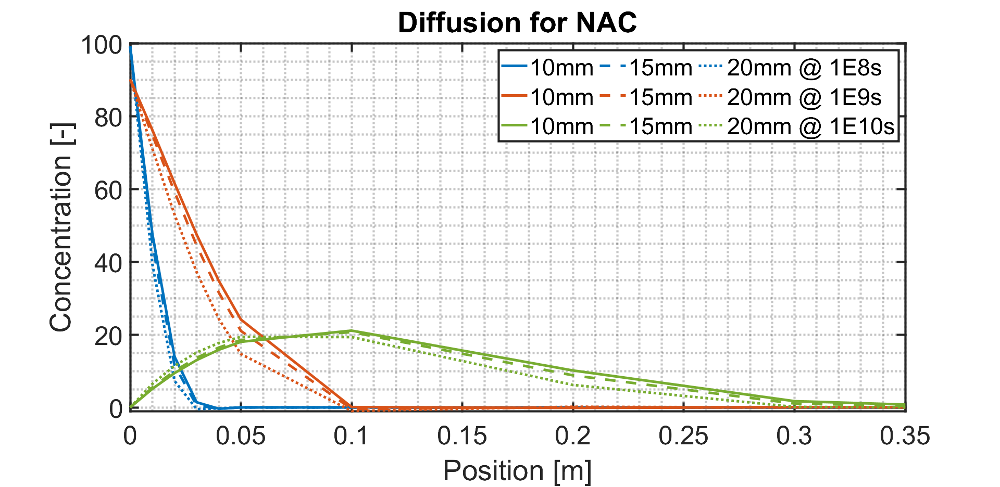 Diffusion for NAC
100
80
60
40
20
0
Concentration [-]
10mm 15mm 20mm @ 1E8s
10mm 15mm 20mm @ 1E9s
10mm 15mm 20mm @ 1E10s
0 0.05 0.1 0.15 0.2 0.25 0.3 0.35
Position [m]